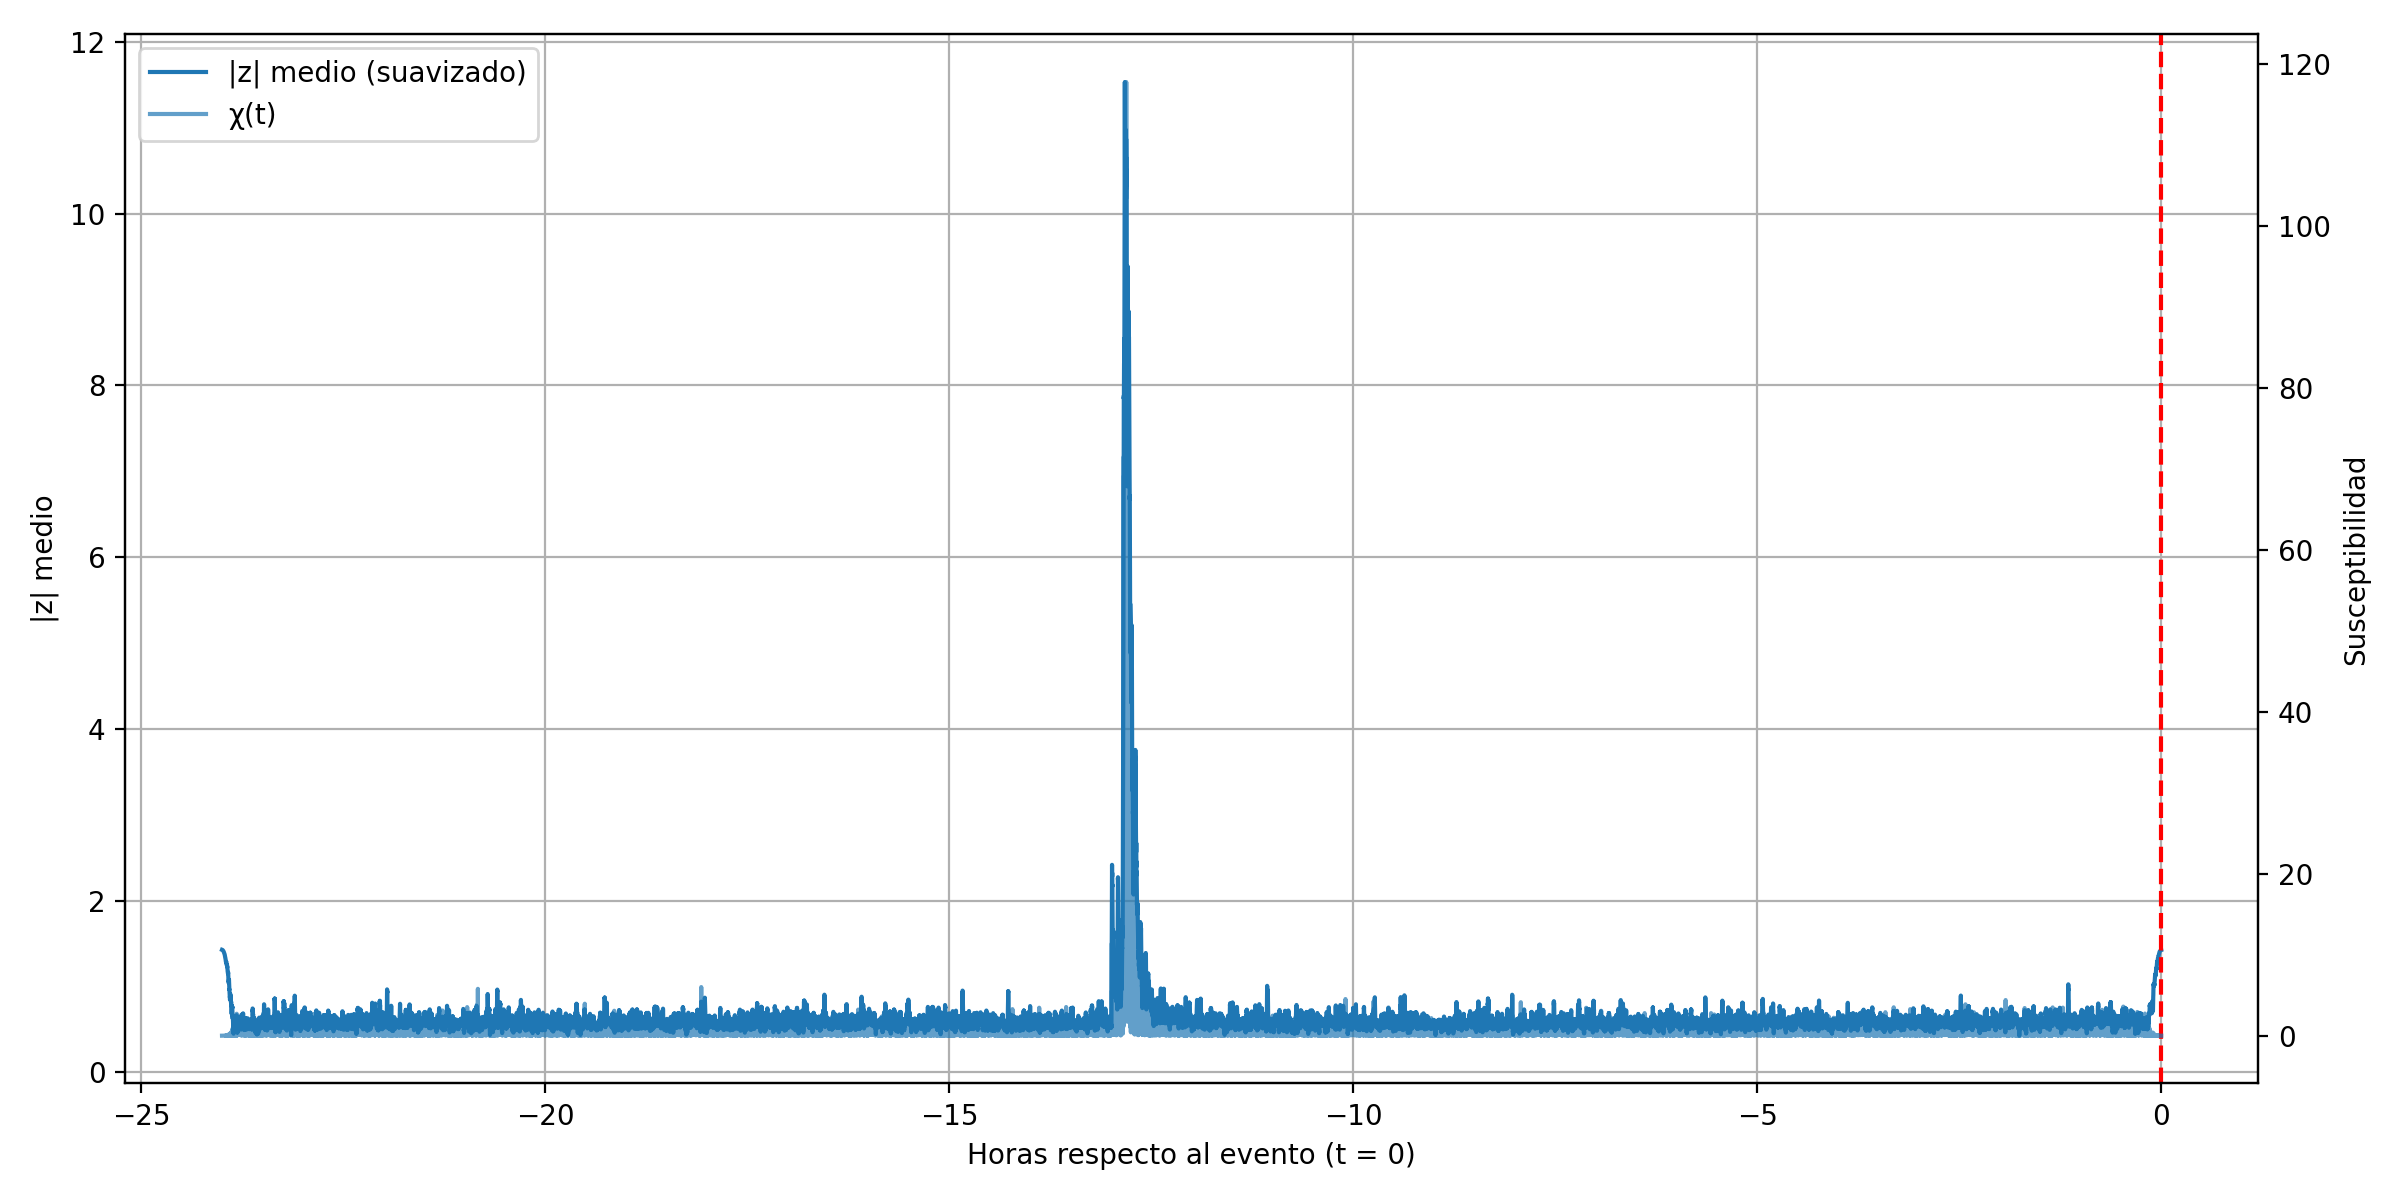 |z| medio (suavizado)
χ(t)
12
10
8
6
4
2
0
|z| medio
120
100
80
60
40
20
0
Susceptibilidad
−25 −20 −15 −10 −5 0
Horas respecto al evento (t = 0)